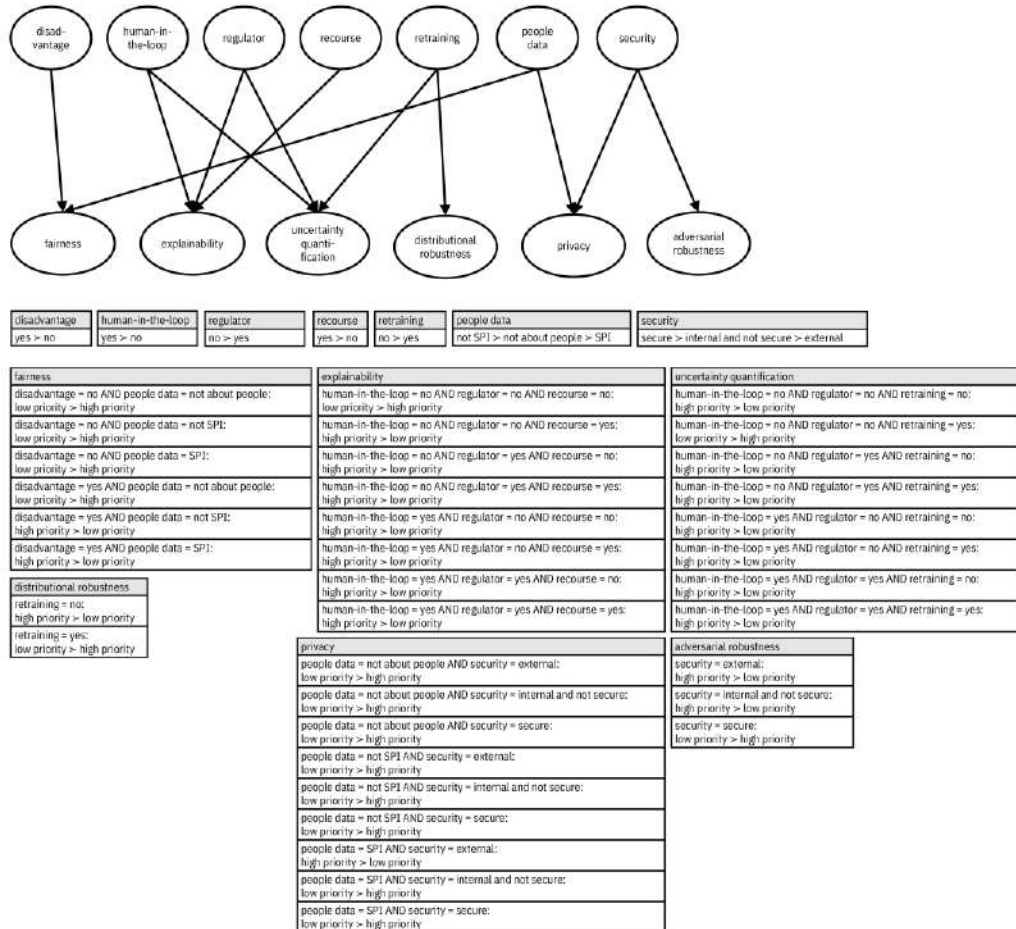 disad-
vantage
human-in-
the-loop
regulator
recourse
retraining
people
data
security
fairness
explainability
uncertainty
quanti-
fication
distributional
robustness
privacy
adversarial
robustness
disadvantage
yes > no
human-in-the-loop
yes > no
regulator
no > yes
recourse
yes > no
retraining
no > yes
people data
not SPI > not about people > SPI
security
secure > internal and not secure > external
fairness
disadvantage = no AND people data = not about people:
low priority > high priority
disadvantage = no AND people data = not SPI:
low priority > high priority
disadvantage = no AND people data = SPI:
low priority > high priority
disadvantage = yes AND people data = not about people:
low priority > high priority
disadvantage = yes AND people data = not SPI:
high priority > low priority
disadvantage = yes AND people data = SPI:
high priority > low priority
explainability
human-in-the-loop = no AND regulator = no AND recourse = no:
low priority > high priority
human-in-the-loop = no AND regulator = no AND recourse = yes:
high priority > low priority
human-in-the-loop = no AND regulator = yes AND recourse = no:
high priority > low priority
human-in-the-loop = no AND regulator = yes AND recourse = yes:
high priority > low priority
human-in-the-loop = yes AND regulator = no AND recourse = no:
high priority > low priority
human-in-the-loop = yes AND regulator = no AND recourse = yes:
high priority > low priority
human-in-the-loop = yes AND regulator = yes AND recourse = no:
high priority > low priority
human-in-the-loop = yes AND regulator = yes AND recourse = yes:
high priority > low priority
uncertainty quantification
human-in-the-loop = no AND regulator = no AND retraining = no:
high priority > low priority
human-in-the-loop = no AND regulator = no AND retraining = yes:
low priority > high priority
human-in-the-loop = no AND regulator = yes AND retraining = no:
high priority > low priority
human-in-the-loop = no AND regulator = yes AND retraining = yes:
high priority > low priority
human-in-the-loop = yes AND regulator = no AND retraining = no:
high priority > low priority
human-in-the-loop = yes AND regulator = no AND retraining = yes:
high priority > low priority
human-in-the-loop = yes AND regulator = yes AND retraining = no:
high priority > low priority
human-in-the-loop = yes AND regulator = yes AND retraining = yes:
high priority > low priority
distributional robustness
retraining = no:
high priority > low priority
retraining = yes:
low priority > high priority
privacy
people data = not about people AND security = external:
low priority > high priority
people data = not about people AND security = internal and not secure:
low priority > high priority
people data = not about people AND security = secure:
low priority > high priority
people data = not SPI AND security = external:
low priority > high priority
people data = not SPI AND security = internal and not secure:
low priority > high priority
people data = not SPI AND security = secure:
low priority > high priority
people data = SPI AND security = external:
high priority > low priority
people data = SPI AND security = internal and not secure:
low priority > high priority
people data = SPI AND security = secure:
low priority > high priority
adversarial robustness
security = external:
high priority > low priority
security = internal and not secure:
high priority > low priority
security = secure:
low priority > high priority